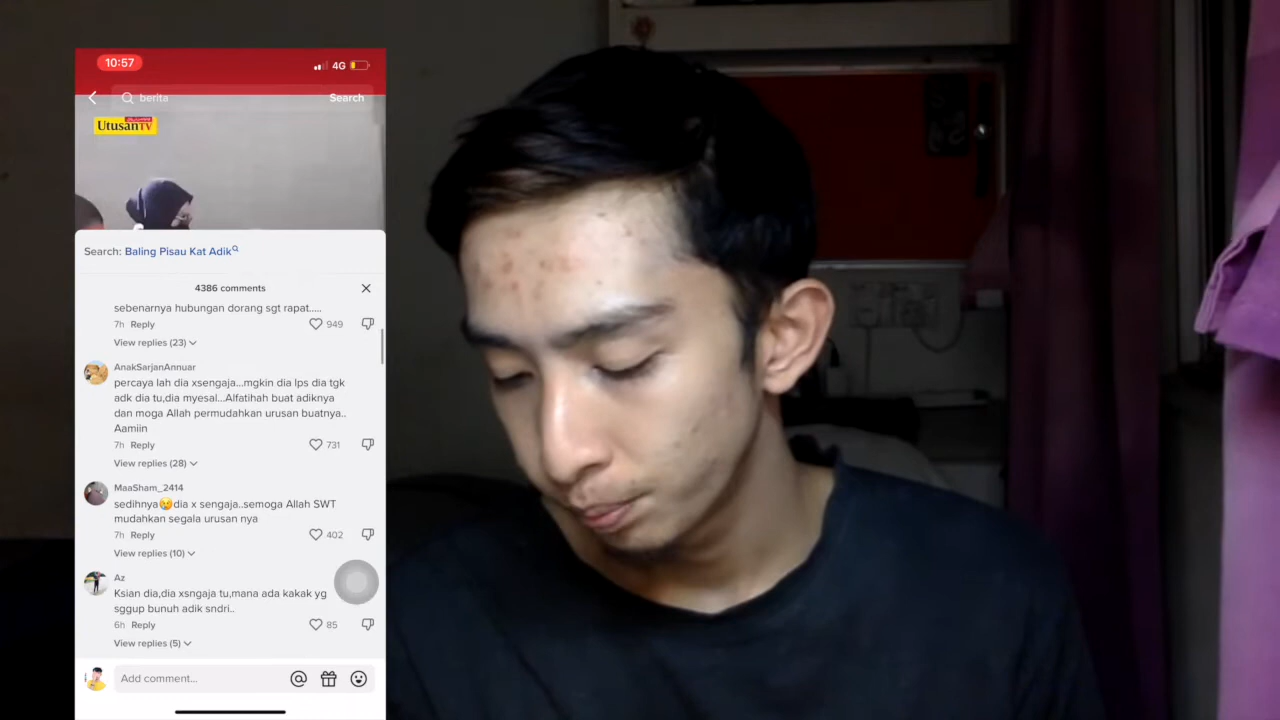 10:57
4G
berita
Search
UtusanTV
Search: Baling Pisau Kat Adik
4386 comments
sebenarnya hubungan dorang sgt rapat.....
7h Reply
949
View replies (23)
AnakSarjanAnnuar
percaya lah dia xsengaja...mgkin dia lps dia tgk
adk dia tu,dia myesal...Alfatihah buat adiknya
dan moga Allah permudahkan urusan buatnya..
Aamiin
7h Reply
731
View replies (28)
MaaSham_2414
sedihnya😢dia x sengaja..semoga Allah SWT
mudahkan segala urusan nya
7h Reply
402
View replies (10)
Az
Ksian dia,dia xsngaja tu,mana ada kakak yg
sggup bunuh adik sndri..
6h Reply
85
View replies (5)
Add comment...